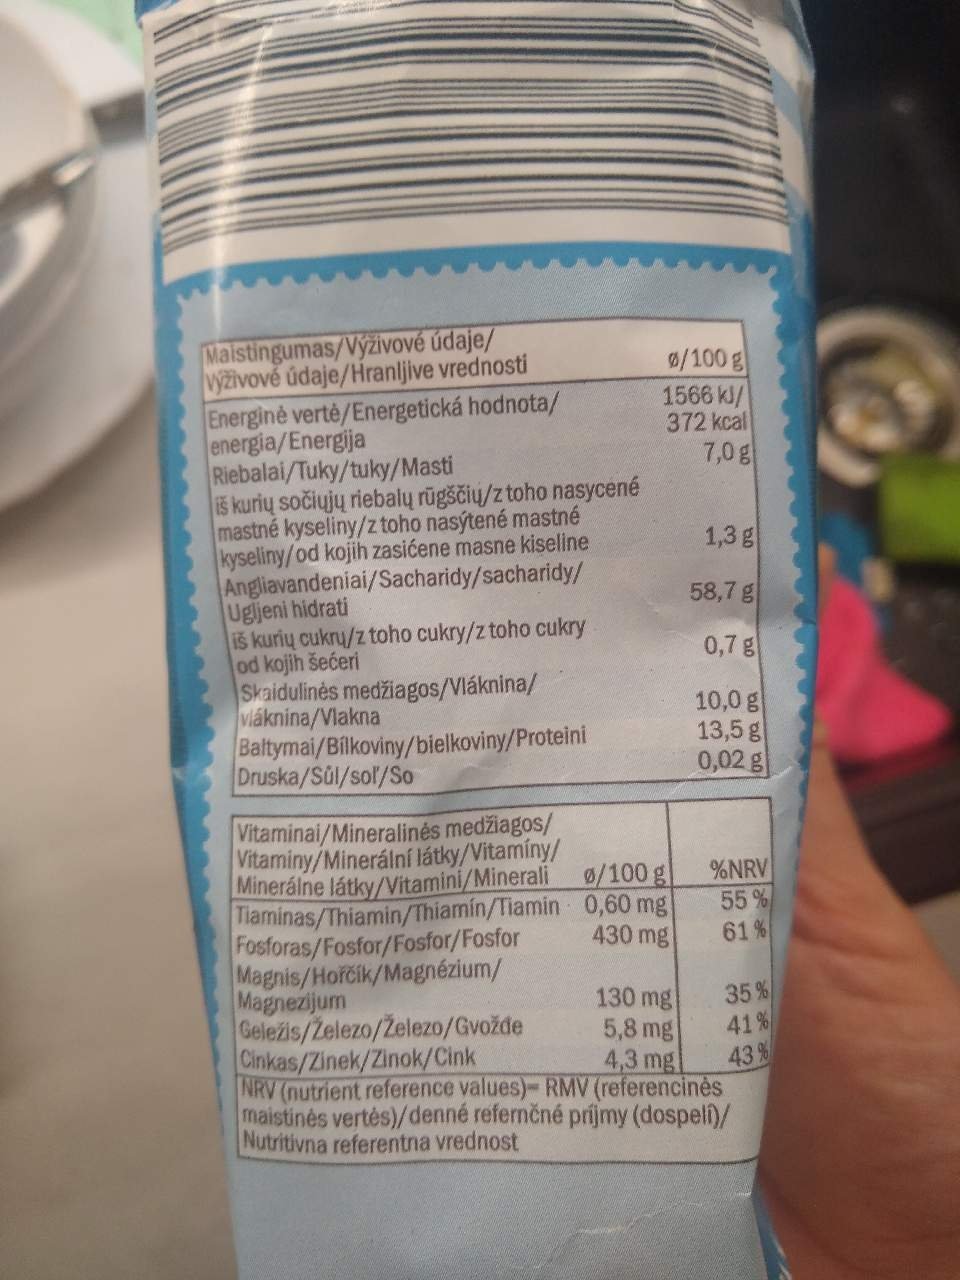 Maistingumas/Výživové údaje/
Výživové údaje/Hranljive vrednosti ø/100 g
Energinė vertė/Energetická hodnota/ 1566 kJ/
energia/Energija 372 kcal
Riebalai/Tuky/tuky/Masti 7,0 g
iš kurių sočiųjų riebalų rūgščių/z toho nasycené
mastné kyseliny/z toho nasýtené mastné
kyseliny/od kojih zasićene masne kiseline 1,3 g
Angliavandeniai/Sacharidy/sacharidy/
Ugljeni hidrati 58,7 g
iš kurių cukrų/z toho cukry/z toho cukry
od kojih šećeri 0,7 g
Skaidulinės medžiagos/Vláknina/
vláknina/Vlakna 10,0 g
Baltymai/Bílkoviny/bielkoviny/Proteini 13,5 g
Druska/Sůl/soľ/So 0,02 g
Vitaminai/Mineralinės medžiagos/
Vitaminy/Minerální látky/Vitamíny/
Minerálne látky/Vitamini/Minerali ø/100 g %NRV
Tiaminas/Thiamin/Thiamín/Tiamin 0,60 mg 55 %
Fosforas/Fosfor/Fosfor/Fosfor 430 mg 61 %
Magnis/Hořčík/Magnézium/
Magnezijum 130 mg 35 %
Geležis/Železo/Železo/Gvožđe 5,8 mg 41 %
Cinkas/Zinek/Zinok/Cink 4,3 mg 43 %
NRV (nutrient reference values)= RMV (referencinės
maistinės vertės)/denné refernčné príjmy (dospelí)/
Nutritivna referentna vrednost